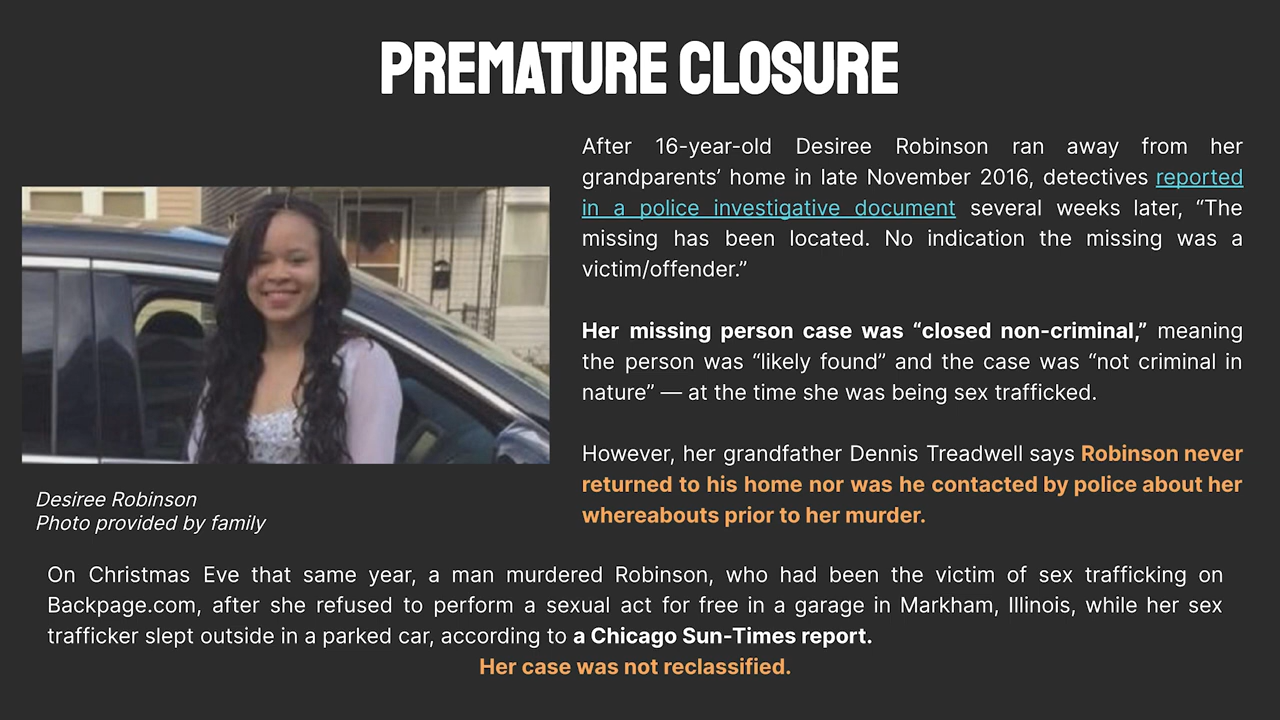 PREMATURE CLOSURE
After 16-year-old Desiree Robinson ran away from her
grandparents’ home in late November 2016, detectives reported
in a police investigative document several weeks later, “The
missing has been located. No indication the missing was a
victim/offender.”
Her missing person case was “closed non-criminal,” meaning
the person was “likely found” and the case was “not criminal in
nature” — at the time she was being sex trafficked.
However, her grandfather Dennis Treadwell says Robinson never
returned to his home nor was he contacted by police about her
whereabouts prior to her murder.
Desiree Robinson
Photo provided by family
On Christmas Eve that same year, a man murdered Robinson, who had been the victim of sex trafficking on
Backpage.com, after she refused to perform a sexual act for free in a garage in Markham, Illinois, while her sex
trafficker slept outside in a parked car, according to a Chicago Sun-Times report.
Her case was not reclassified.